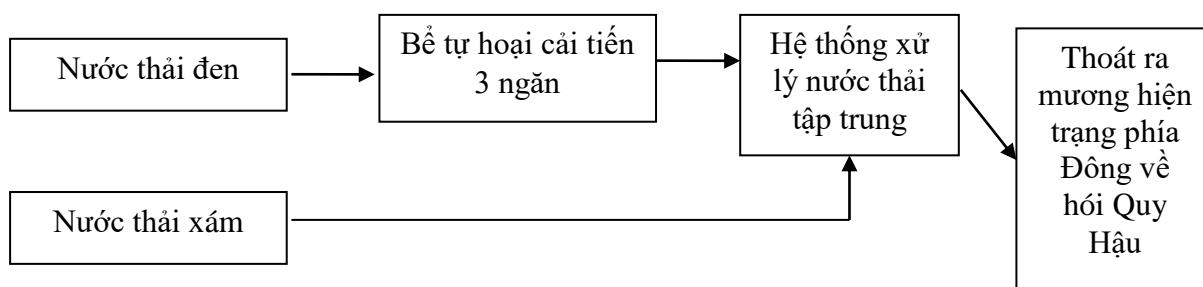 Nước thải đen
Bể tự hoại cải tiến
3 ngăn
Hệ thống xử
lý nước thải
tập trung
Thoát ra
mương hiện
trạng phía
Đông về
hói Quy
Hậu
Nước thải xám